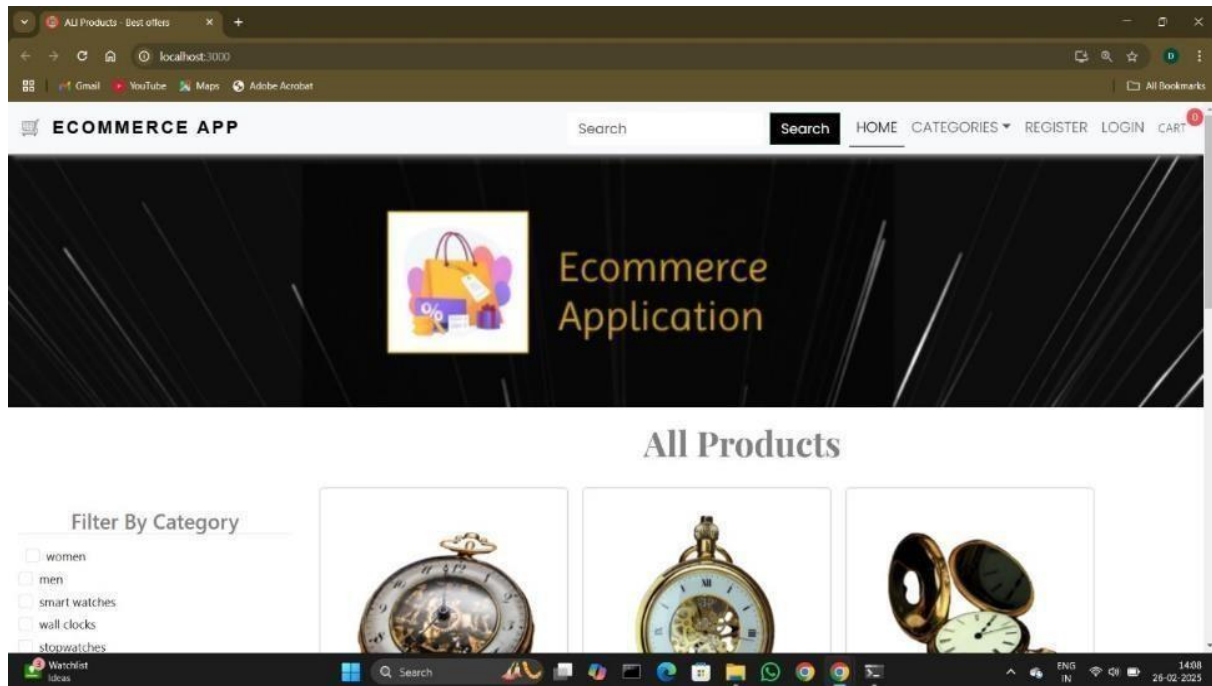 ALl Products - Best offers
localhost:3000
Gmail YouTube Maps Adobe Acrobat All Bookmarks
ECOMMERCE APP Search Search HOME CATEGORIES REGISTER LOGIN CART 0
Ecommerce
Application
All Products
Filter By Category
women
men
smart watches
wall clocks
stopwatches
Watchlist
Ideas
Search
ENG
IN
14:08
26-02-2025